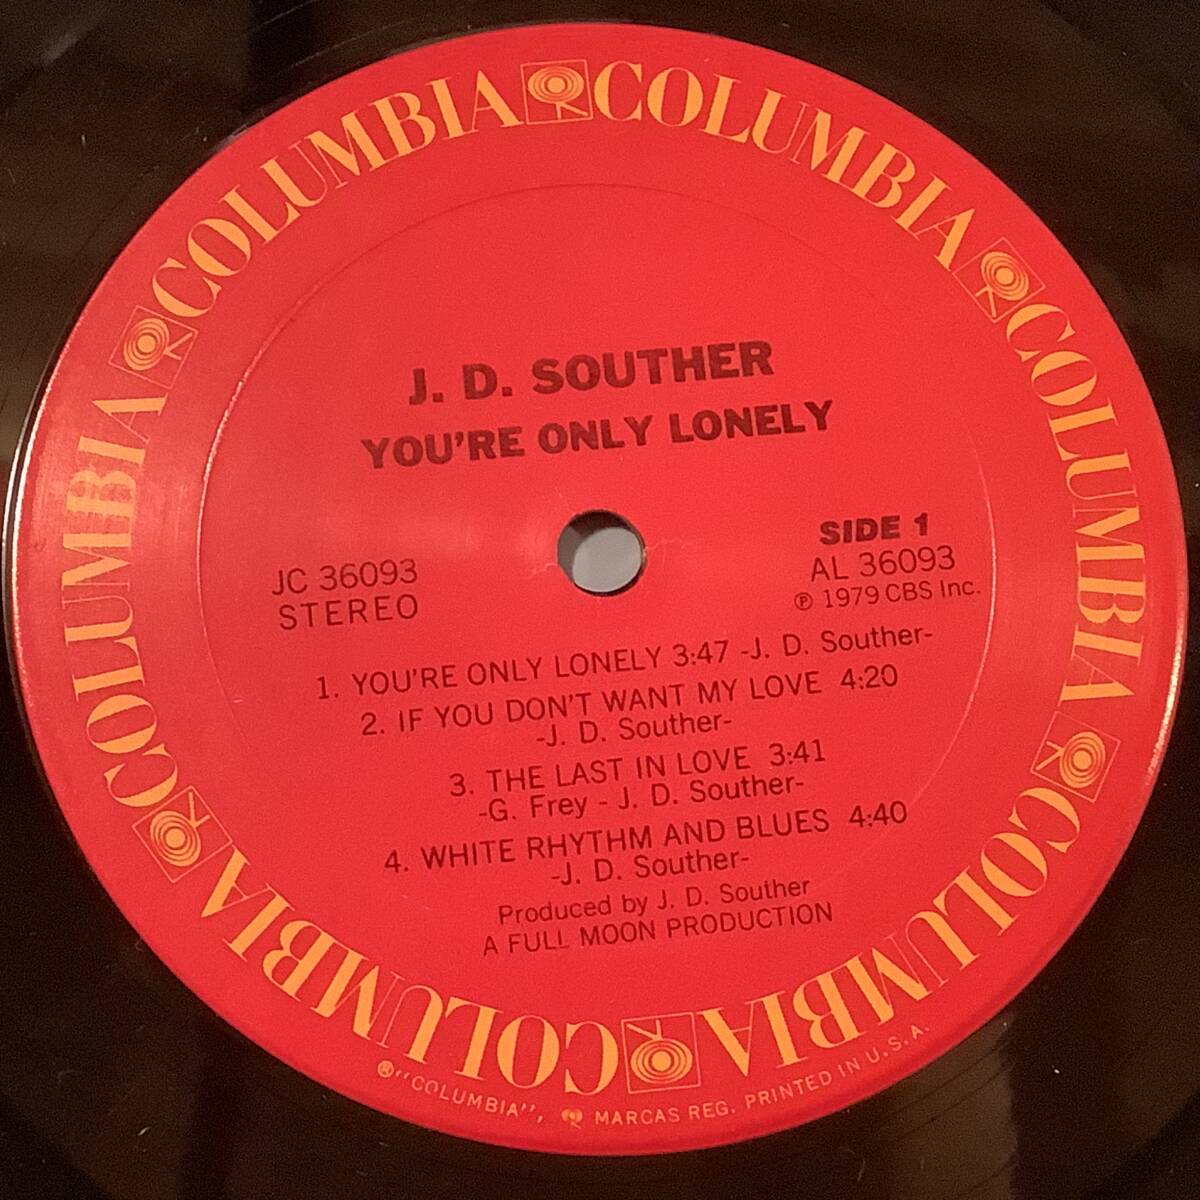 COLUMBIA COLUMBIA COLUMBIA COLUMBIA COLUMBIA COLUMBIA
J. D. SOUTHER
YOU'RE ONLY LONELY
JC 36093
STEREO
SIDE 1
AL 36093
℗ 1979 CBS Inc.
1. YOU'RE ONLY LONELY 3:47 -J. D. Souther-
2. IF YOU DON'T WANT MY LOVE 4:20
-J. D. Souther-
3. THE LAST IN LOVE 3:41
-G. Frey - J. D. Souther-
4. WHITE RHYTHM AND BLUES 4:40
-J. D. Souther-
Produced by J. D. Souther
A FULL MOON PRODUCTION
®"COLUMBIA", MARCAS REG. PRINTED IN U.S.A.